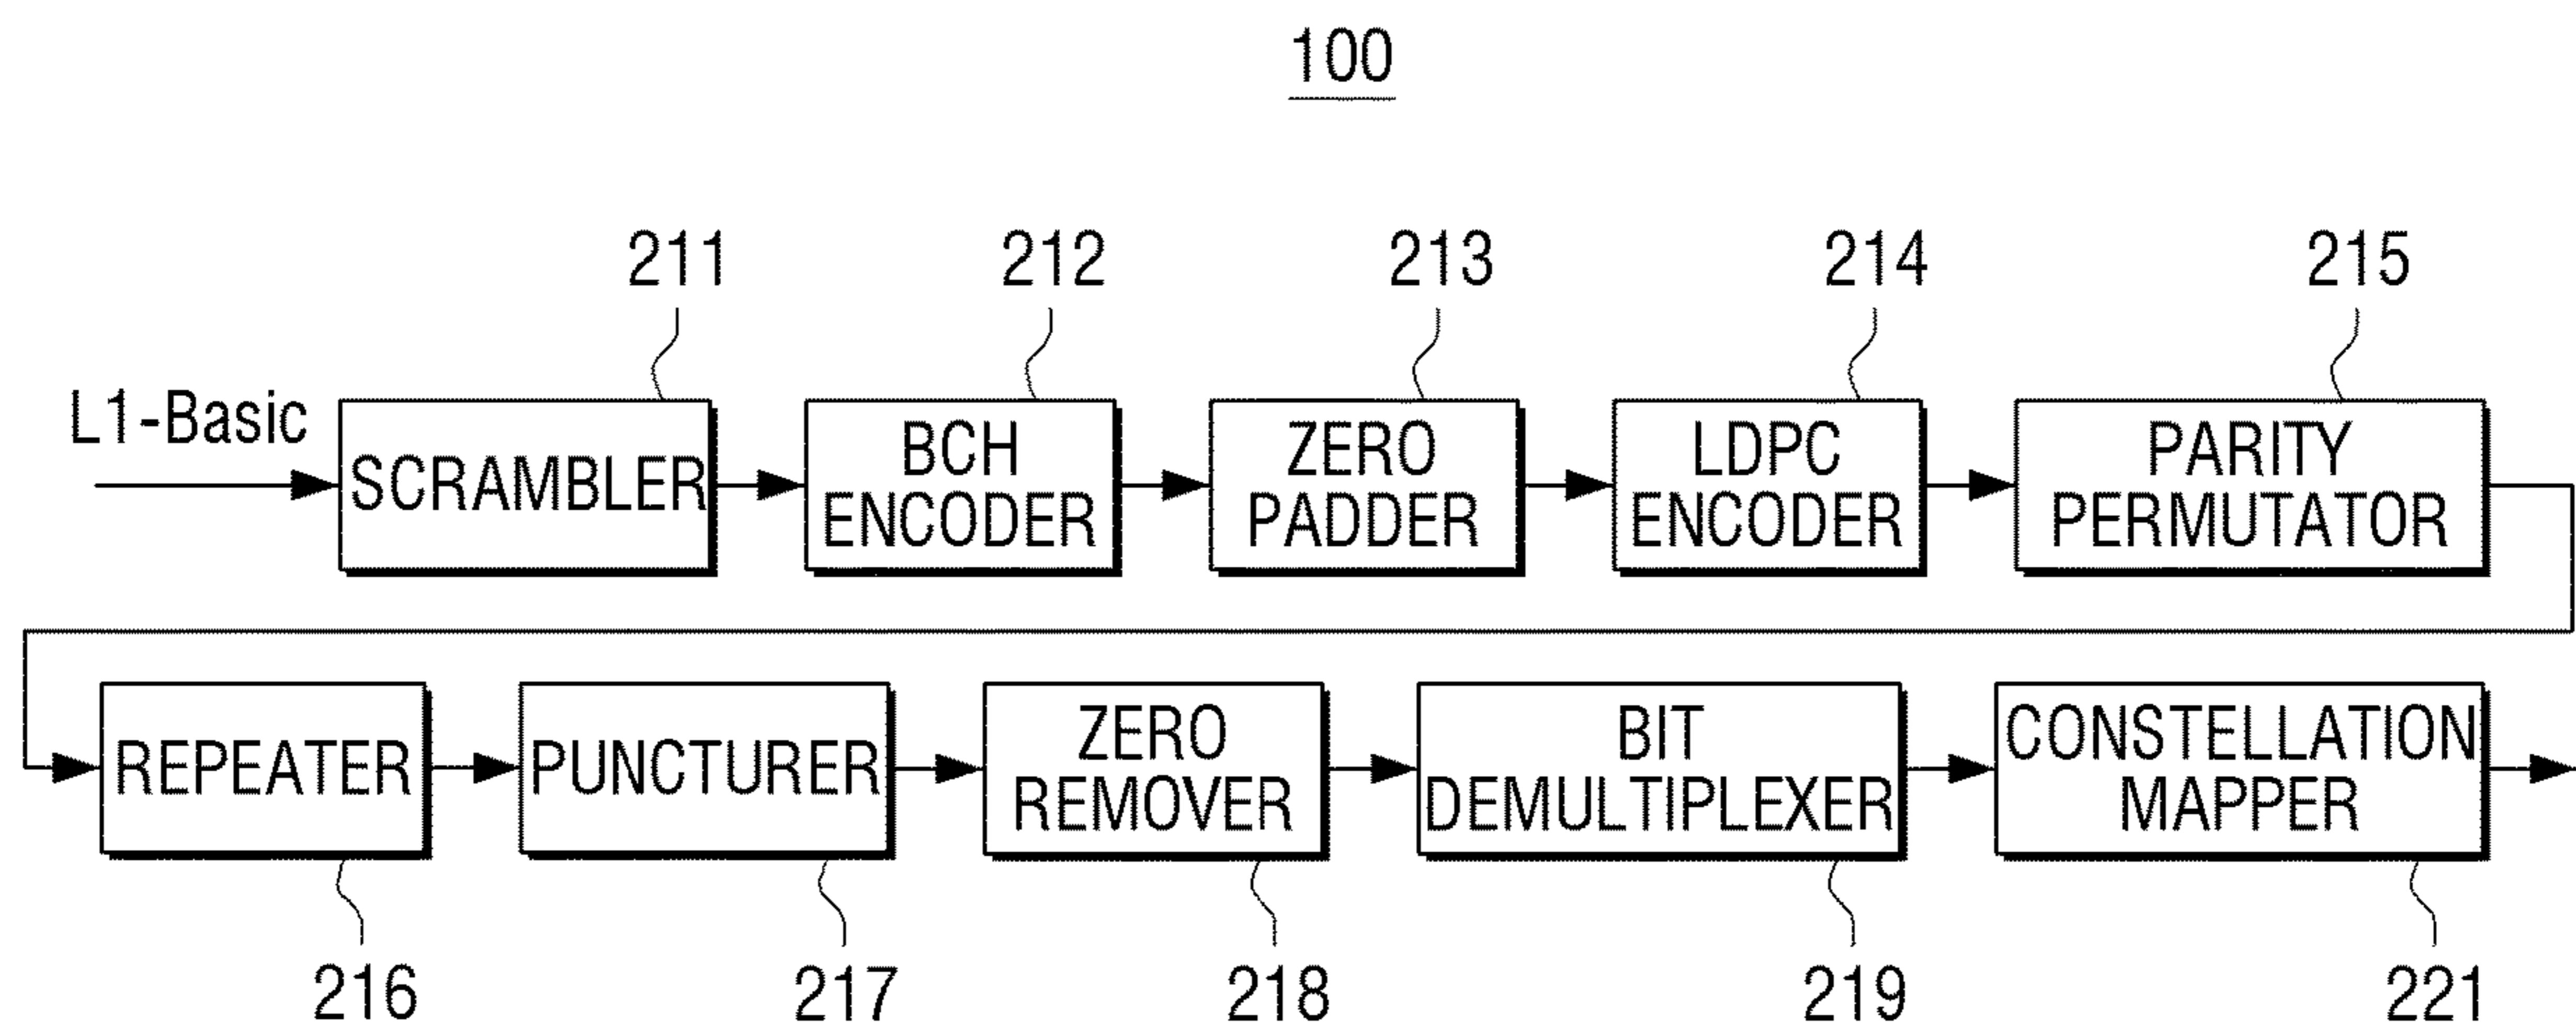 100
211
212
213
214
215
L1-Basic
SCRAMBLER
BCH
ENCODER
ZERO
PADDER
LDPC
ENCODER
PARITY
PERMUTATOR
REPEATER
PUNCTURER
ZERO
REMOVER
BIT
DEMULTIPLEXER
CONSTELLATION
MAPPER
216
217
218
219
221